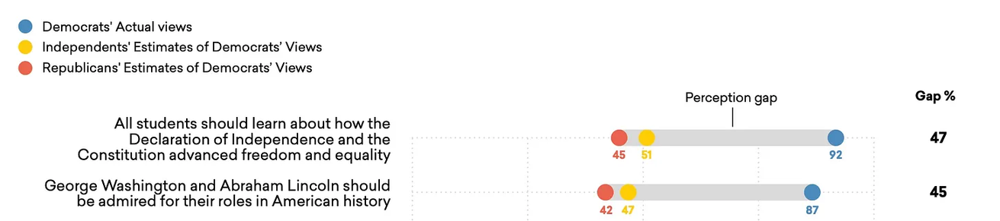 Democrats' Actual views
Independents' Estimates of Democrats’ Views
Republicans' Estimates of Democrats’ Views
Perception gap
Gap %
All students should learn about how the
Declaration of Independence and the
Constitution advanced freedom and equality
45 51 92
47
George Washington and Abraham Lincoln should
be admired for their roles in American history
42 47 87
45